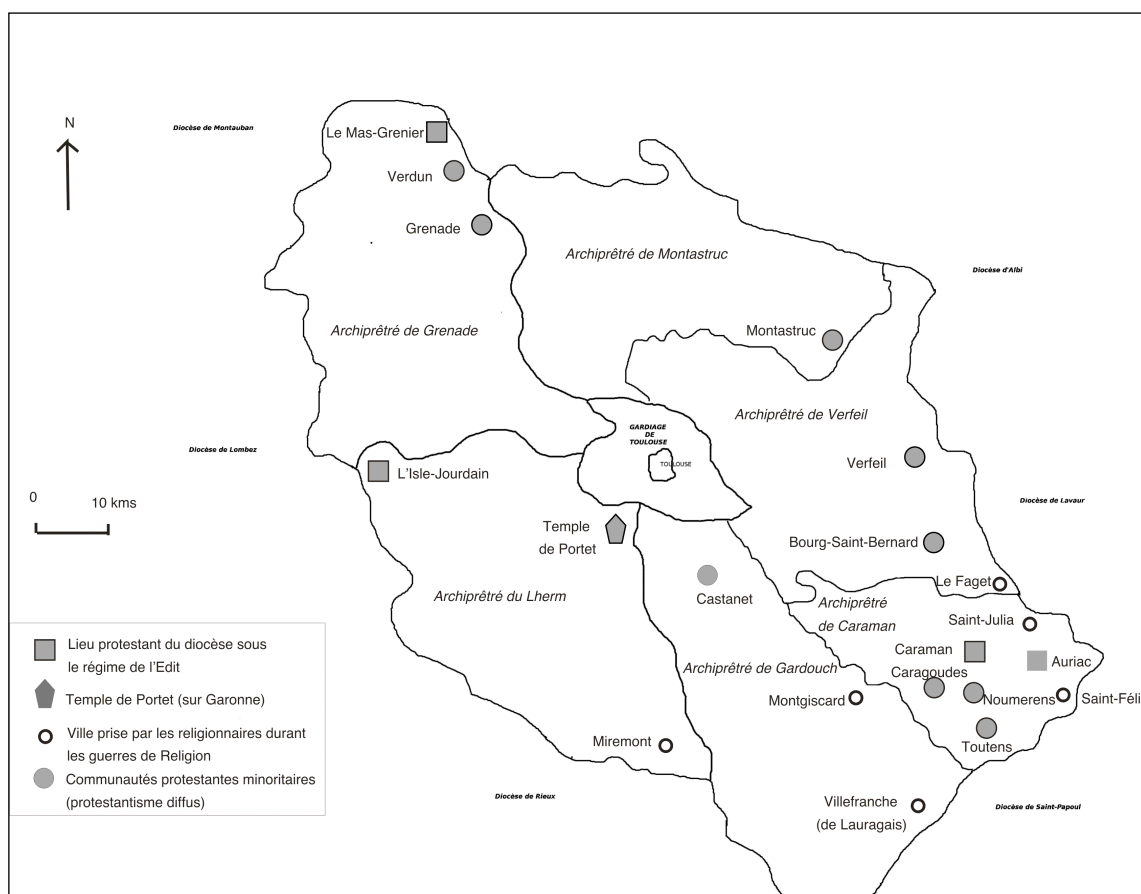 N
Diocèse de Montauban
Le Mas-Grenier
Verdun
Grenade
Archiprêtré de Montastruc
Diocèse d'Albi
Archiprêtré de Grenade
Montastruc
Archiprêtré de Verfeil
GARDIAGE
DE
TOULOUSE
TOULOUSE
Diocèse de Lombez
Verfeil
L'Isle-Jourdain
0 10 kms
Diocèse de Lavaur
Temple
de Portet
Bourg-Saint-Bernard
Le Faget
Castanet
Archiprêtré du Lherm
Archiprêtré
de Caraman
Saint-Julia
Caraman
Auriac
Archiprêtré de Gardouch
Caragoudes
Montgiscard
Noumerens
Saint-Féli
Toutens
Miremont
Diocèse de Rieux
Villefranche
(de Lauragais)
Diocèse de Saint-Papoul
Lieu protestant du diocèse sous
le régime de l'Edit
Temple de Portet (sur Garonne)
Ville prise par les religionnaires durant
les guerres de Religion
Communautés protestantes minoritaires
(protestantisme diffus)